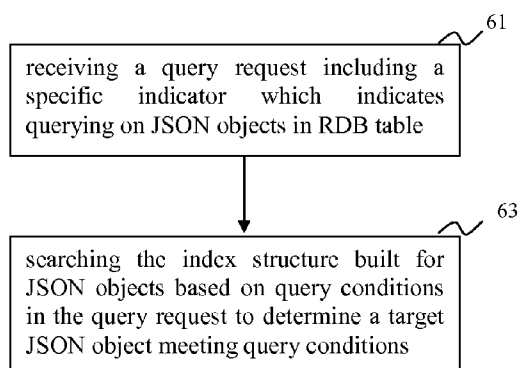 61
receiving a query request including a
specific indicator which indicates
querying on JSON objects in RDB table
63
searching the index structure built for
JSON objects based on query conditions
in the query request to determine a target
JSON object meeting query conditions